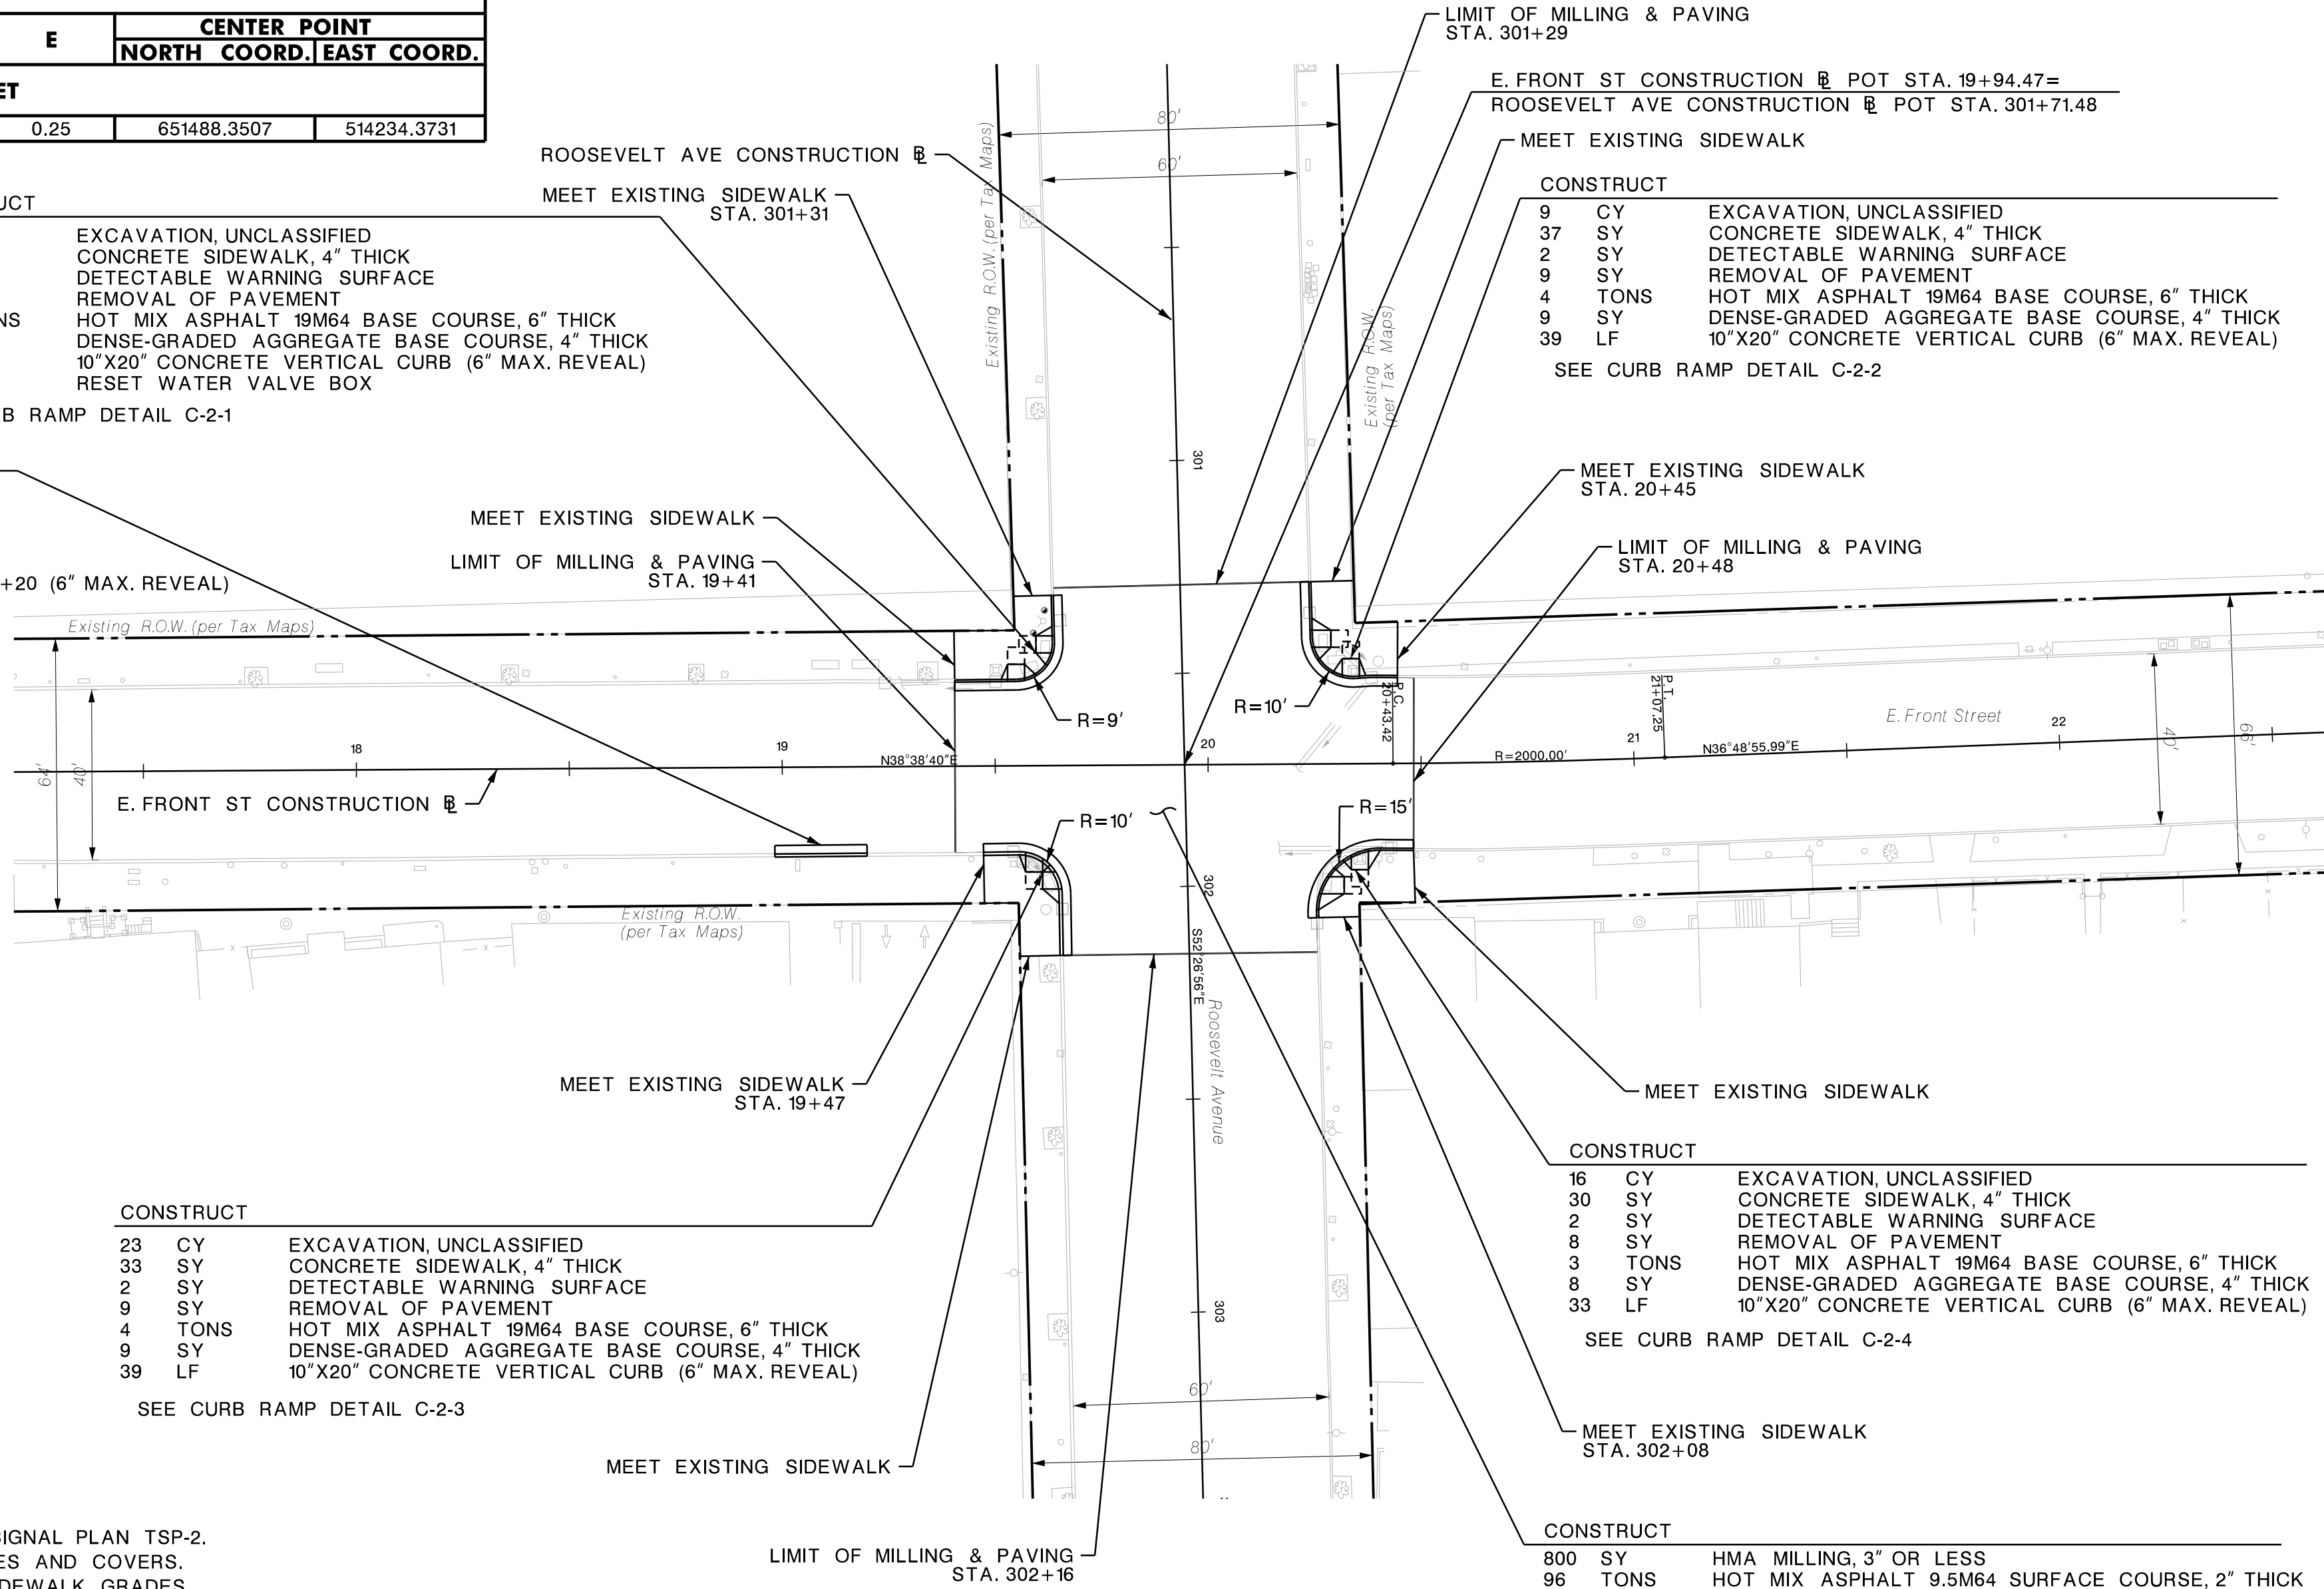 E
CENTER POINT
NORTH COORD. EAST COORD.
ET
0.25 651488.3507 514234.3731
UCT
EXCAVATION, UNCLASSIFIED
CONCRETE SIDEWALK, 4" THICK
DETECTABLE WARNING SURFACE
REMOVAL OF PAVEMENT
NS HOT MIX ASPHALT 19M64 BASE COURSE, 6" THICK
DENSE-GRADED AGGREGATE BASE COURSE, 4" THICK
10"X20" CONCRETE VERTICAL CURB (6" MAX. REVEAL)
RESET WATER VALVE BOX
B RAMP DETAIL C-2-1
+20 (6" MAX. REVEAL)
ROOSEVELT AVE CONSTRUCTION BL
MEET EXISTING SIDEWALK
STA. 301+31
MEET EXISTING SIDEWALK
LIMIT OF MILLING & PAVING
STA. 19+41
LIMIT OF MILLING & PAVING
STA. 301+29
E. FRONT ST CONSTRUCTION BL POT STA. 19+94.47=
ROOSEVELT AVE CONSTRUCTION BL POT STA. 301+71.48
MEET EXISTING SIDEWALK
CONSTRUCT
9 CY EXCAVATION, UNCLASSIFIED
37 SY CONCRETE SIDEWALK, 4" THICK
2 SY DETECTABLE WARNING SURFACE
9 SY REMOVAL OF PAVEMENT
4 TONS HOT MIX ASPHALT 19M64 BASE COURSE, 6" THICK
9 SY DENSE-GRADED AGGREGATE BASE COURSE, 4" THICK
39 LF 10"X20" CONCRETE VERTICAL CURB (6" MAX. REVEAL)
SEE CURB RAMP DETAIL C-2-2
MEET EXISTING SIDEWALK
STA. 20+45
LIMIT OF MILLING & PAVING
STA. 20+48
80'
60'
Existing R.O.W. (per Tax Maps)
Existing R.O.W.
(per Tax Maps)
301
Existing R.O.W. (per Tax Maps)
R=9'
R=10'
P.C.
20+43.42
P.T.
21+07.25
E. Front Street
64'
40'
18
19
N38°38'40"E
20
R=2000.00'
21
N36°48'55.99"E
22
40'
66'
E. FRONT ST CONSTRUCTION BL
R=10'
R=15'
302
Existing R.O.W.
(per Tax Maps)
S52°26'56"E
Roosevelt Avenue
MEET EXISTING SIDEWALK
STA. 19+47
MEET EXISTING SIDEWALK
CONSTRUCT
16 CY EXCAVATION, UNCLASSIFIED
30 SY CONCRETE SIDEWALK, 4" THICK
2 SY DETECTABLE WARNING SURFACE
8 SY REMOVAL OF PAVEMENT
3 TONS HOT MIX ASPHALT 19M64 BASE COURSE, 6" THICK
8 SY DENSE-GRADED AGGREGATE BASE COURSE, 4" THICK
33 LF 10"X20" CONCRETE VERTICAL CURB (6" MAX. REVEAL)
SEE CURB RAMP DETAIL C-2-4
CONSTRUCT
23 CY EXCAVATION, UNCLASSIFIED
33 SY CONCRETE SIDEWALK, 4" THICK
2 SY DETECTABLE WARNING SURFACE
9 SY REMOVAL OF PAVEMENT
4 TONS HOT MIX ASPHALT 19M64 BASE COURSE, 6" THICK
9 SY DENSE-GRADED AGGREGATE BASE COURSE, 4" THICK
39 LF 10"X20" CONCRETE VERTICAL CURB (6" MAX. REVEAL)
SEE CURB RAMP DETAIL C-2-3
303
60'
80'
MEET EXISTING SIDEWALK
MEET EXISTING SIDEWALK
STA. 302+08
SIGNAL PLAN TSP-2.
ES AND COVERS.
DEWALK GRADES
LIMIT OF MILLING & PAVING
STA. 302+16
CONSTRUCT
800 SY HMA MILLING, 3" OR LESS
96 TONS HOT MIX ASPHALT 9.5M64 SURFACE COURSE, 2" THICK